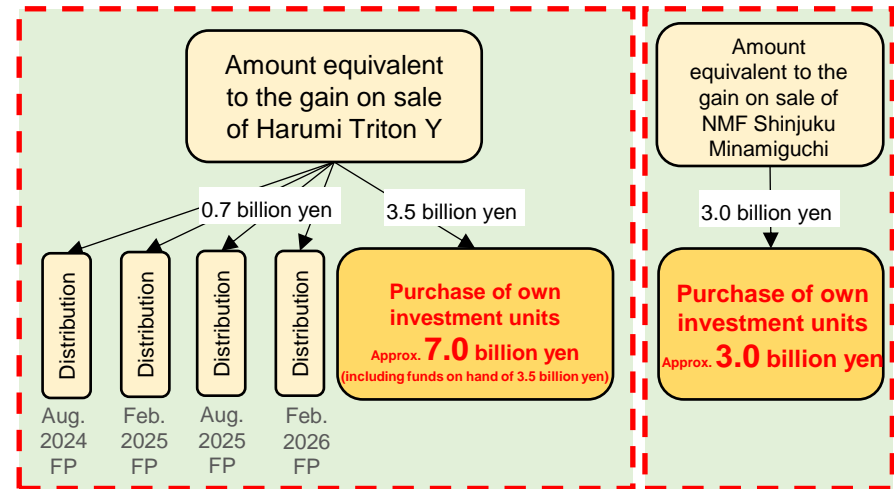 Amount equivalent
to the gain on sale
of Harumi Triton Y
0.7 billion yen
3.5 billion yen
Distribution
Distribution
Distribution
Distribution
Purchase of own
investment units
Approx. 7.0 billion yen
(including funds on hand of 3.5 billion yen)
Aug.
2024
FP
Feb.
2025
FP
Aug.
2025
FP
Feb.
2026
FP
Amount
equivalent to the
gain on sale of
NMF Shinjuku
Minamiguchi
3.0 billion yen
Purchase of own
investment units
Approx. 3.0 billion yen